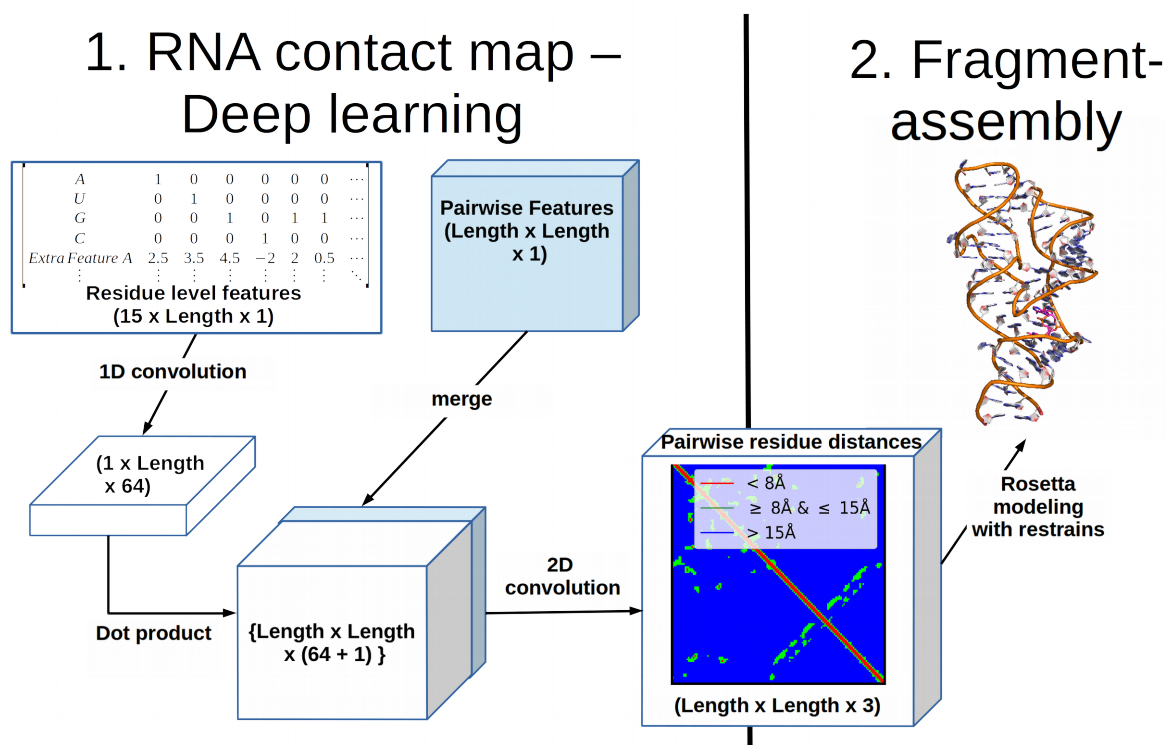 1. RNA contact map –
Deep learning
2. Fragment-
assembly
A 1 0 0 0 0 0 ⋯
U 0 1 0 0 0 0 ⋯
G 0 0 1 0 1 1 ⋯
C 0 0 0 1 0 0 ⋯
Extra Feature A 2.5 3.5 4.5 −2 2 0.5 ⋯
⋮ ⋮ ⋮ ⋮ ⋮ ⋮ ⋮ ⋱
Residue level features
(15 x Length x 1)
Pairwise Features
(Length x Length
x 1)
1D convolution
merge
(1 x Length
x 64)
Dot product
{Length x Length
x (64 + 1) }
2D
convolution
Pairwise residue distances
< 8Å
≥ 8Å & ≤ 15Å
> 15Å
(Length x Length x 3)
Rosetta
modeling
with restrains